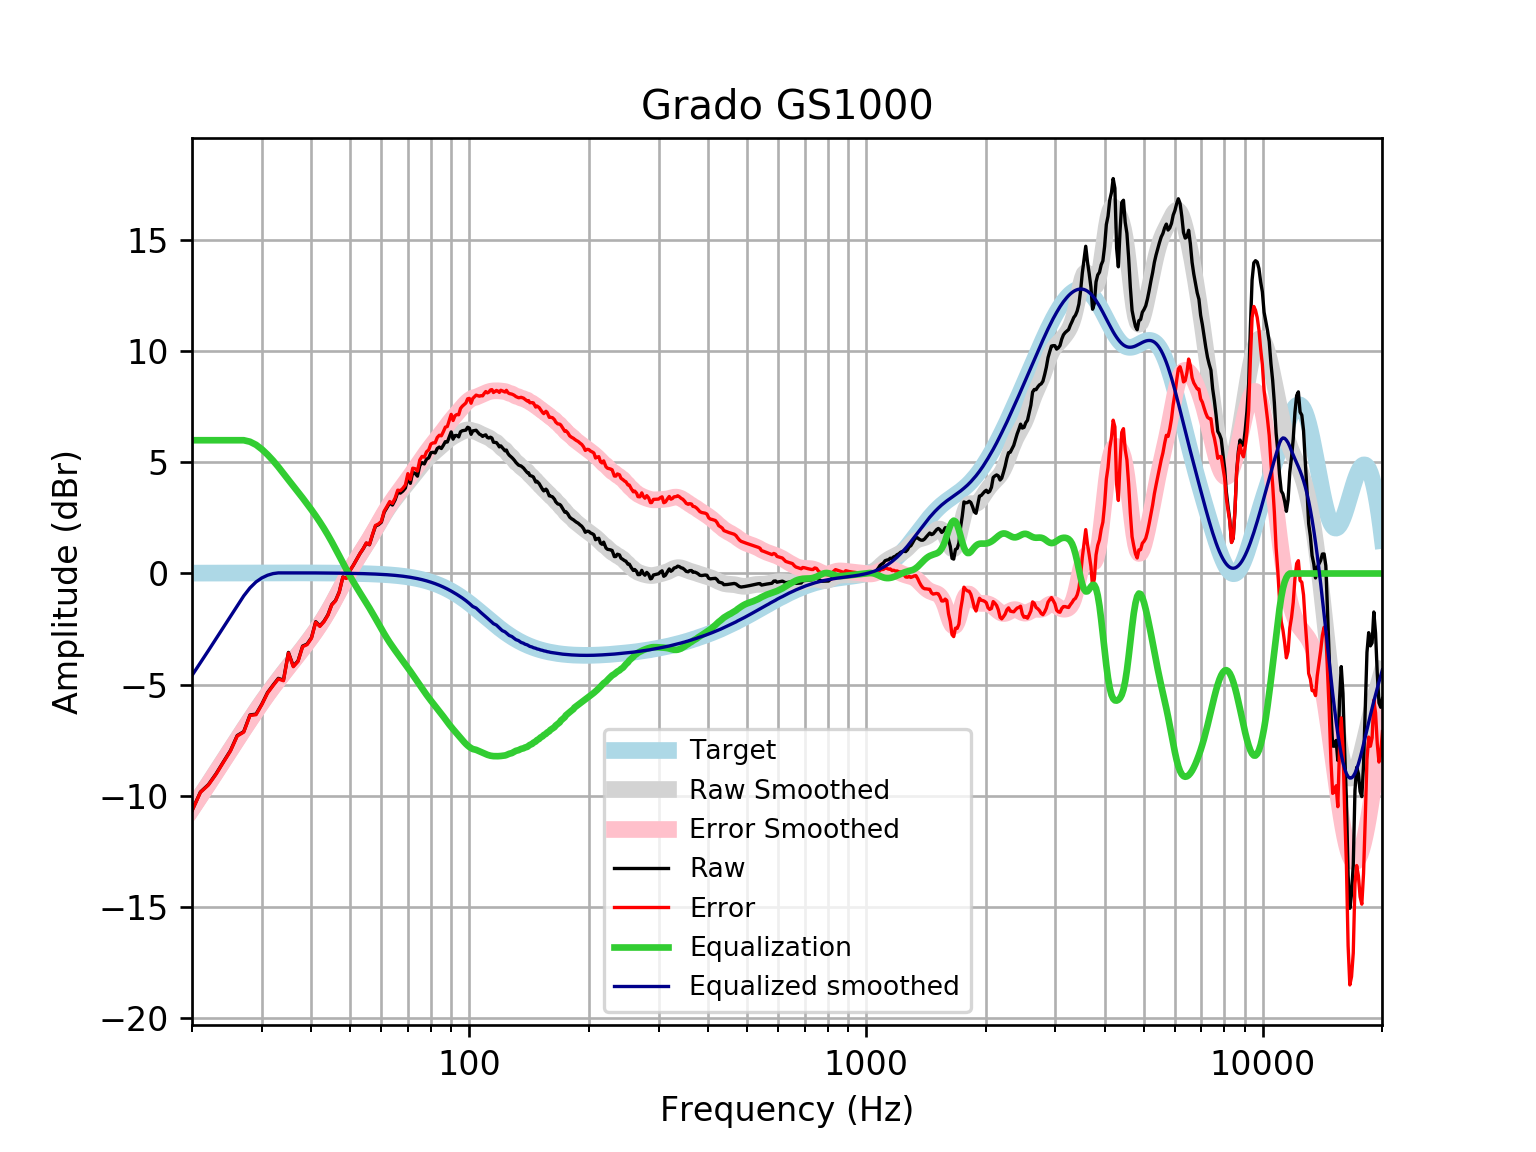 Grado GS1000
Amplitude (dBr)
15
10
5
0
−5
−10
−15
−20
Target
Raw Smoothed
Error Smoothed
Raw
Error
Equalization
Equalized smoothed
100
1000
10000
Frequency (Hz)